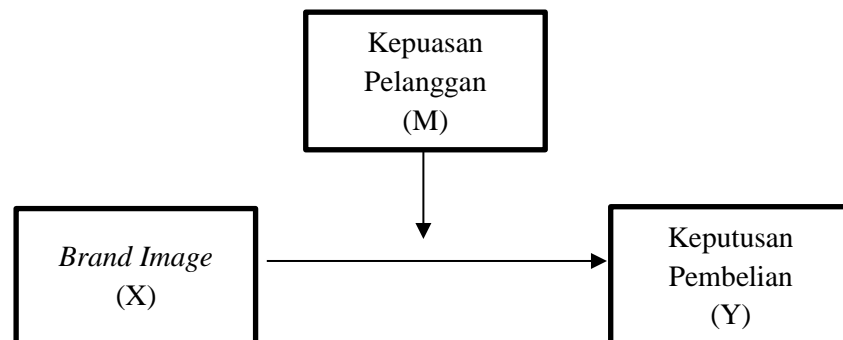 Kepuasan
Pelanggan
(M)
Brand Image
(X)
Keputusan
Pembelian
(Y)